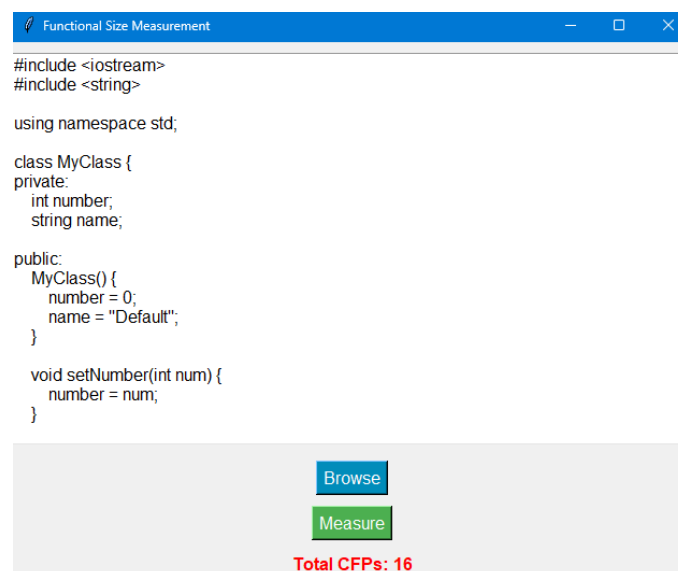 Functional Size Measurement
#include <iostream>
#include <string>
using namespace std;
class MyClass {
private:
int number;
string name;
public:
MyClass() {
number = 0;
name = "Default";
}
void setNumber(int num) {
number = num;
}
Browse
Measure
Total CFPs: 16